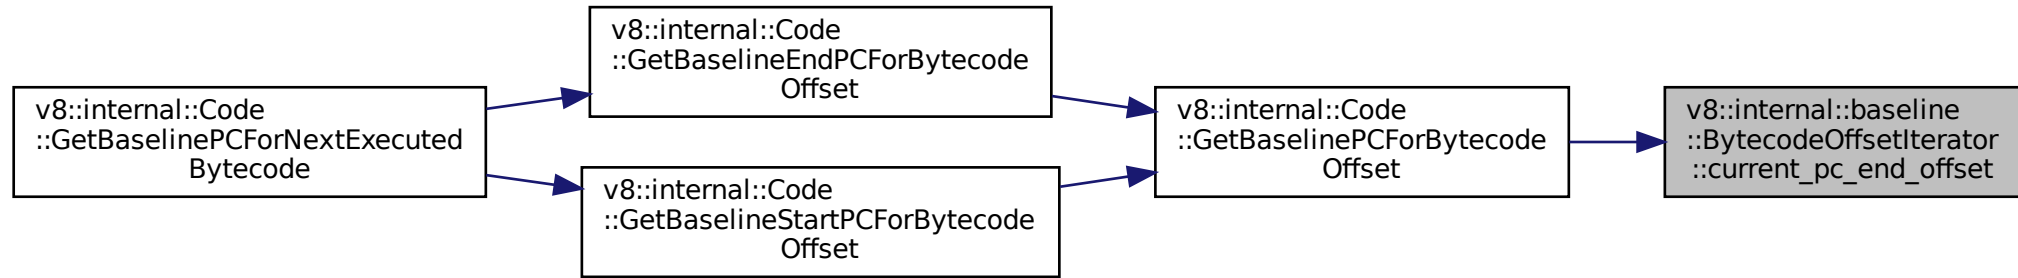 v8::internal::Code
::GetBaselinePCForNextExecuted
Bytecode
v8::internal::Code
::GetBaselineEndPCForBytecode
Offset
v8::internal::Code
::GetBaselineStartPCForBytecode
Offset
v8::internal::Code
::GetBaselinePCForBytecode
Offset
v8::internal::baseline
::BytecodeOffsetIterator
::current_pc_end_offset